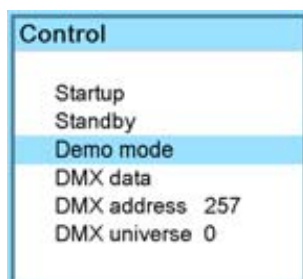 Control
Startup
Standby
Demo mode
DMX data
DMX address 257
DMX universe 0